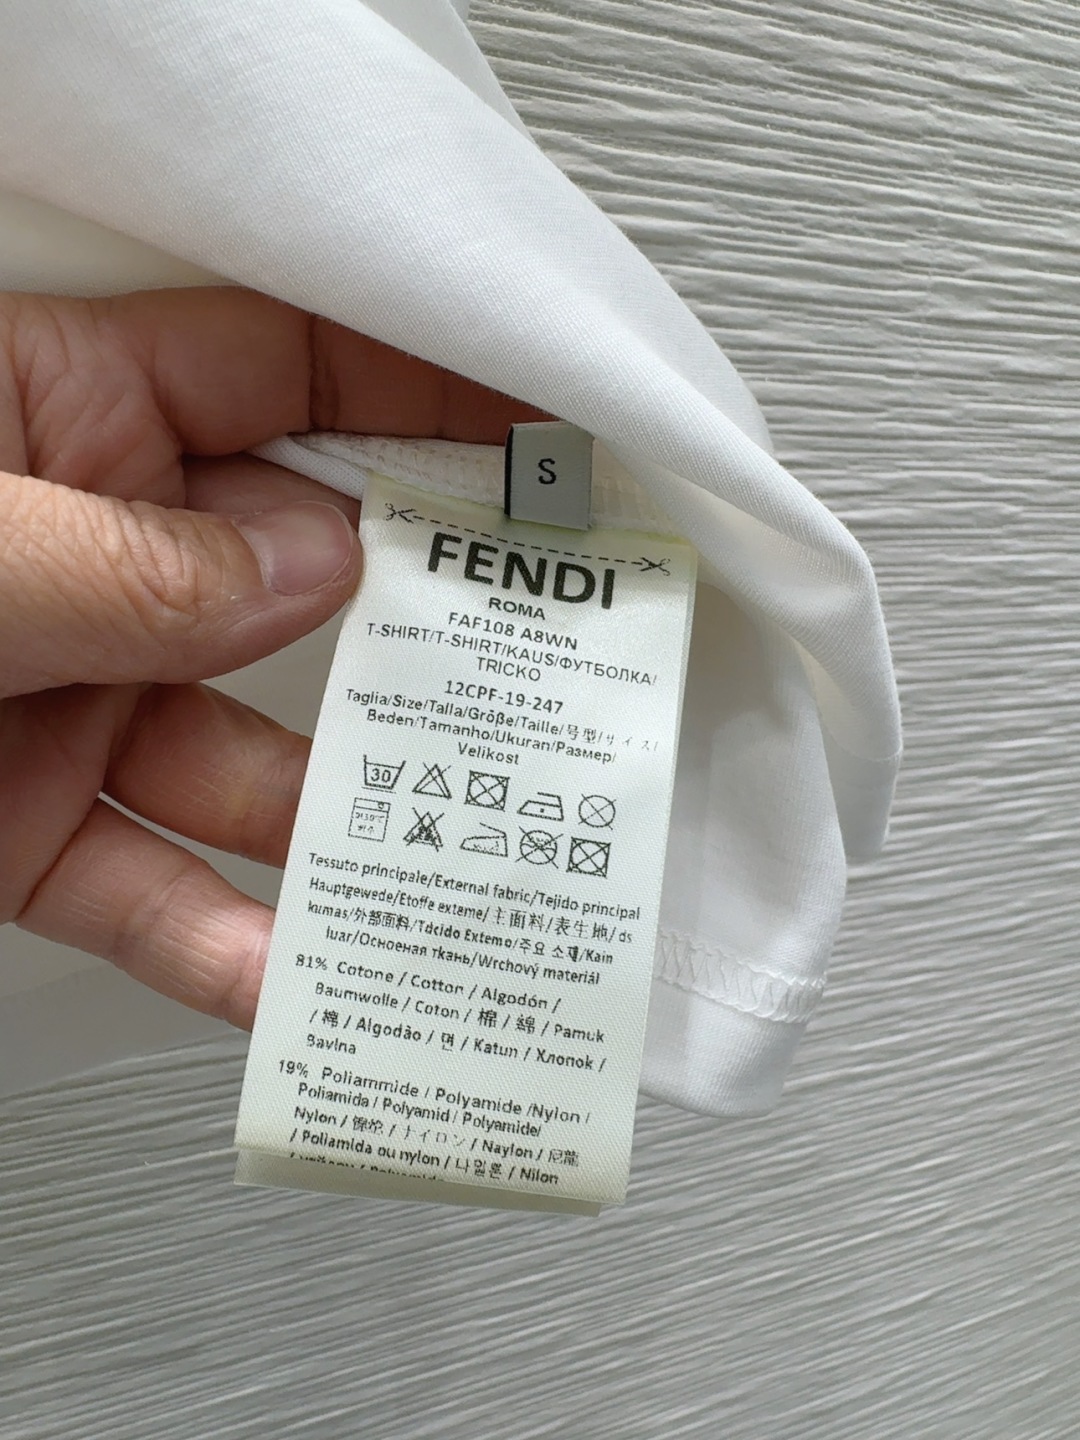 S
FENDI
ROMA
FAF108 A8WN
T-SHIRT/T-SHIRT/KAUS/ФУТБОЛКА/
TRICKO
12CPF-19-247
Taglia/Size/Talla/Größe/Taille/号型/サイズ/
Beden/Tamanho/Ukuran/Размер/
Velikost
30
Tessuto principale/External fabric/Tejido principal
Hauptgewede/Etoffe exteme/主面料/表生地/ds
kumas/外部面料/Tácido Extemo/주요 소재/Kain
luar/Осноеная ткань/Wrchový materiál
81% Cotone / Cotton / Algodón /
Baumwolle / Coton / 棉 / 綿 / Pamuk
/ 棉 / Algodão / 면 / Katun / Хлопок /
Bavlna
19% Poliammide / Polyamide /Nylon /
Poliamida / Polyamid / Polyamide/
Nylon / ナイロン / Naylon / 尼龍
/ Poliamida ou nylon / 나일론 / Nilon